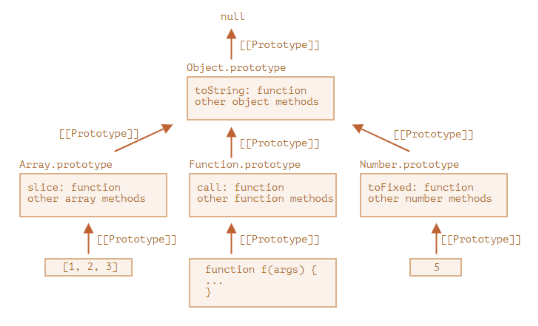 null
[[Prototype]]
Object.prototype
toString: function
other object methods
[[Prototype]]
[[Prototype]]
[[Prototype]]
Array.prototype
Function.prototype
Number.prototype
slice: function
other array methods
call: function
other function methods
toFixed: function
other number methods
[[Prototype]]
[[Prototype]]
[[Prototype]]
[1, 2, 3]
function f(args) {
...
}
5